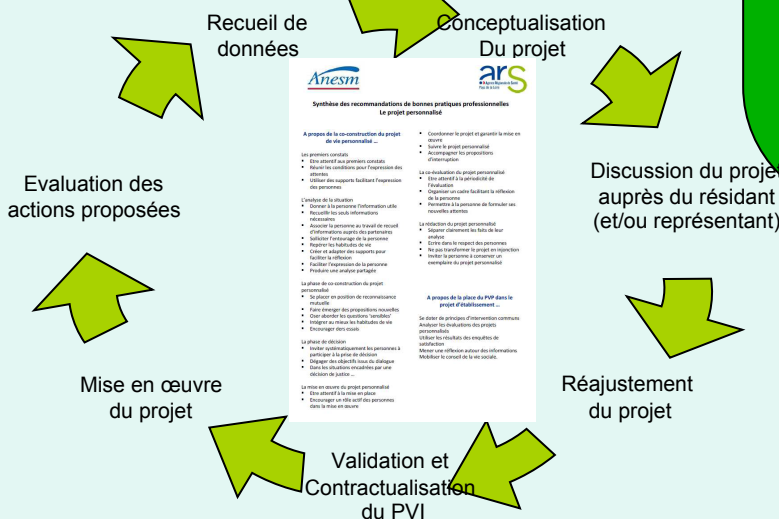 Recueil de
données
Conceptualisation
Du projet
Discussion du projet
auprès du résidant
(et/ou représentant)
Réajustement
du projet
Validation et
Contractualisation
du PVI
Mise en œuvre
du projet
Evaluation des
actions proposées
Anesm
ars
Synthèse des recommandations de bonnes pratiques professionnelles
Le projet personnalisé
A propos de la co-construction du projet
de vie personnalisé ...
Les premiers constats
• Etre attentif aux premiers constats
• Réunir les conditions pour l'expression des
attentes
• Utiliser des supports facilitant l'expression
des personnes
L'analyse de la situation
• Donner à la personne l'information utile
• Recueillir les seuls informations
nécessaires
• Associer la personne au travail de recueil
d'informations auprès des partenaires
• Solliciter l'entourage de la personne
• Repérer les habitudes de vie
• Créer et adapter des supports pour
faciliter la réflexion
• Faciliter l'expression de la personne
• Produire une analyse partagée
La phase de co-construction du projet
personnalisé
• Se placer en position de reconnaissance
mutuelle
• Faire émerger des propositions nouvelles
• Oser aborder les questions 'sensibles'
• Intégrer au mieux les habitudes de vie
• Encourager ders essais
La phase de décision
• Inviter systématiquement les personnes à
participer à la prise de décision
• Dégager des objectifs issus du dialogue
• Dans les situations encadrées par une
décision de justice ...
La mise en œuvre du projet personnalisé
• Etre attentif à la mise en place
• Encourager un rôle actif des personnes
dans la mise en œuvre
• Coordonner le projet et garantir la mise en
œuvre
• Suivre le projet personnalisé
• Accompagner les propositions
d'interruption
La co-évaluation du projet personnalisé
• Etre attentif à la périodicité de
l'évaluation
• Organiser un cadre facilitant la réflexion
de la personne
• Permettre à la personne de formuler ses
nouvelles attentes
La rédaction du projet personnalisé
• Séparer clairement les faits de leur
analyse
• Ecrire dans le respect des personnes
• Ne pas transformer le projet en injonction
• Inviter la personne à conserver un
exemplaire du projet personnalisé
A propos de la place du PVP dans le
projet d'établissement ...
Se doter de principes d'intervention communs
Analyser les évaluations des projets
personnalisés
Utiliser les résultats des enquêtes de
satisfaction
Mener une réflexion autour des informations
Mobiliser le conseil de la vie sociale.